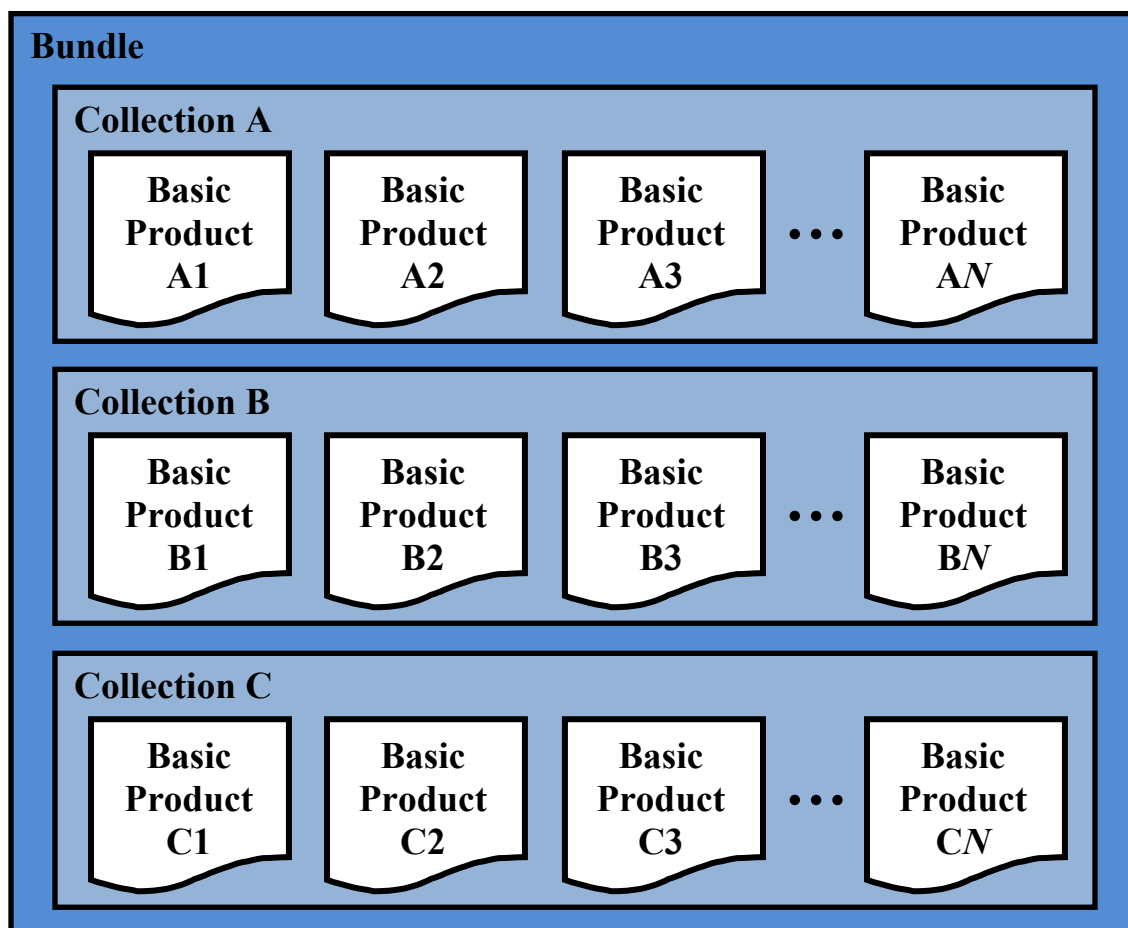 Bundle
Collection A
Basic
Product
A1
Basic
Product
A2
Basic
Product
A3
...
Basic
Product
AN
Collection B
Basic
Product
B1
Basic
Product
B2
Basic
Product
B3
...
Basic
Product
BN
Collection C
Basic
Product
C1
Basic
Product
C2
Basic
Product
C3
...
Basic
Product
CN